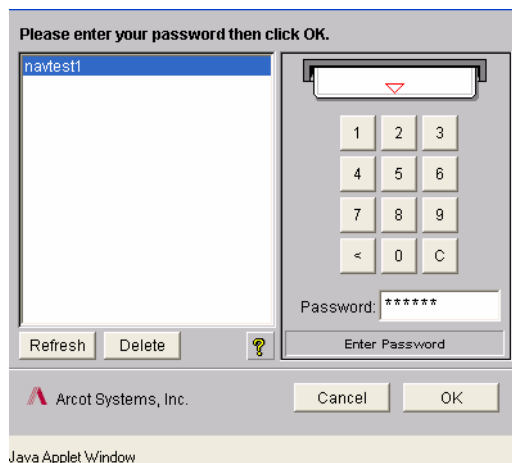 Please enter your password then click OK.
navtest1
1 2 3
4 5 6
7 8 9
< 0 C
Password: ******
Refresh Delete ? Enter Password
Arcot Systems, Inc. Cancel OK
Java Applet Window